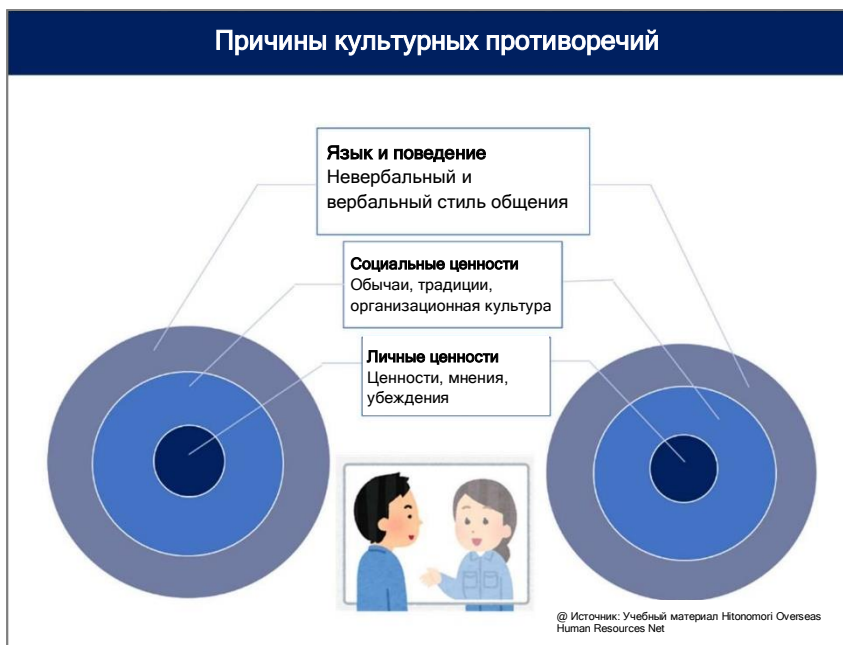 Причины культурных противоречий
Язык и поведение
Невербальный и
вербальный стиль общения
Социальные ценности
Обычаи, традиции,
организационная культура
Личные ценности
Ценности, мнения,
убеждения
@ Источник: Учебный материал Hitonomori Overseas
Human Resources Net